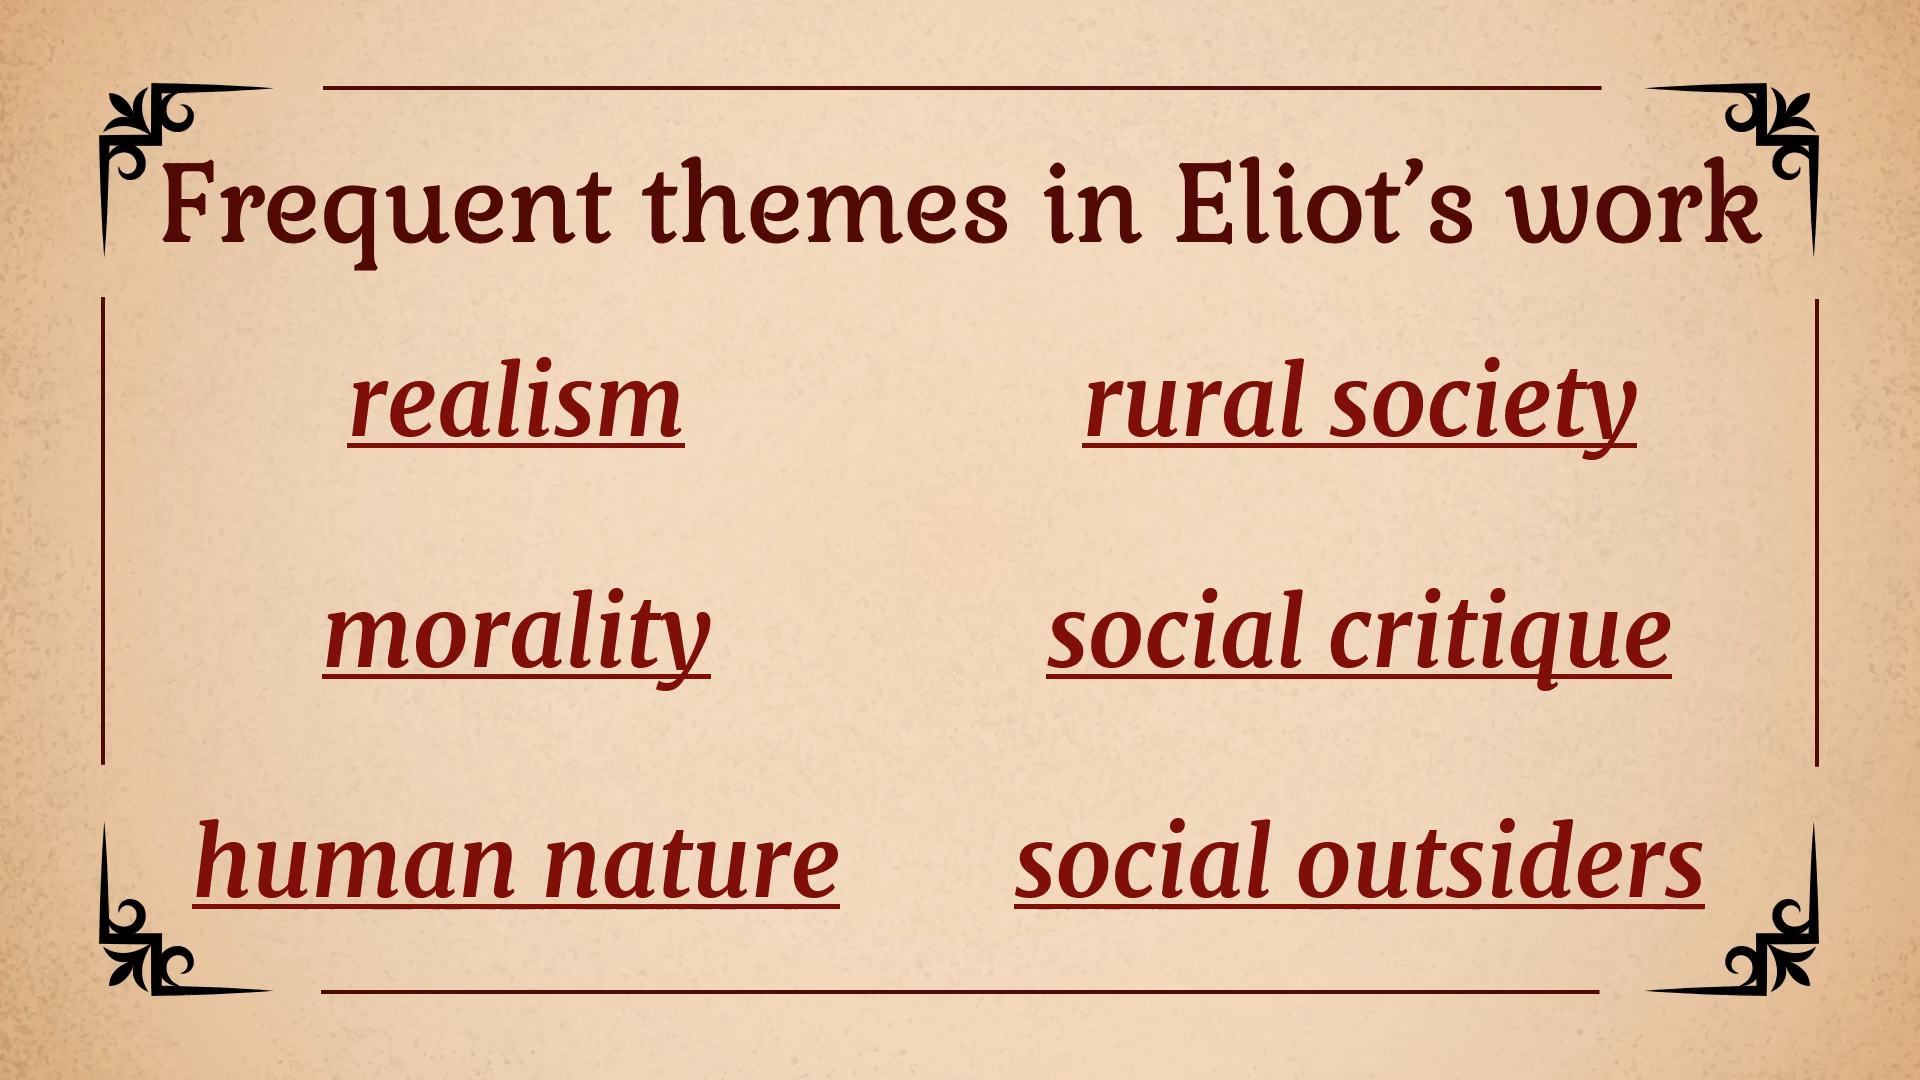 Frequent themes in Eliot’s work
realism
rural society
morality
social critique
human nature
social outsiders